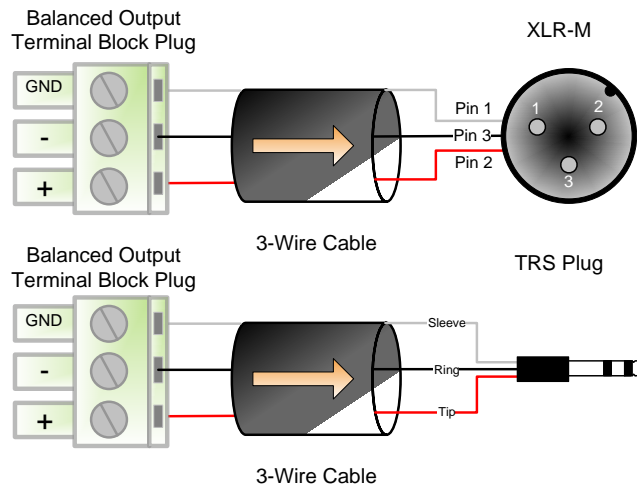 Balanced Output
Terminal Block Plug
XLR-M
GND
-
+
Pin 1
Pin 3
Pin 2
1
2
3
3-Wire Cable
Balanced Output
Terminal Block Plug
TRS Plug
GND
-
+
Sleeve
Ring
Tip
3-Wire Cable